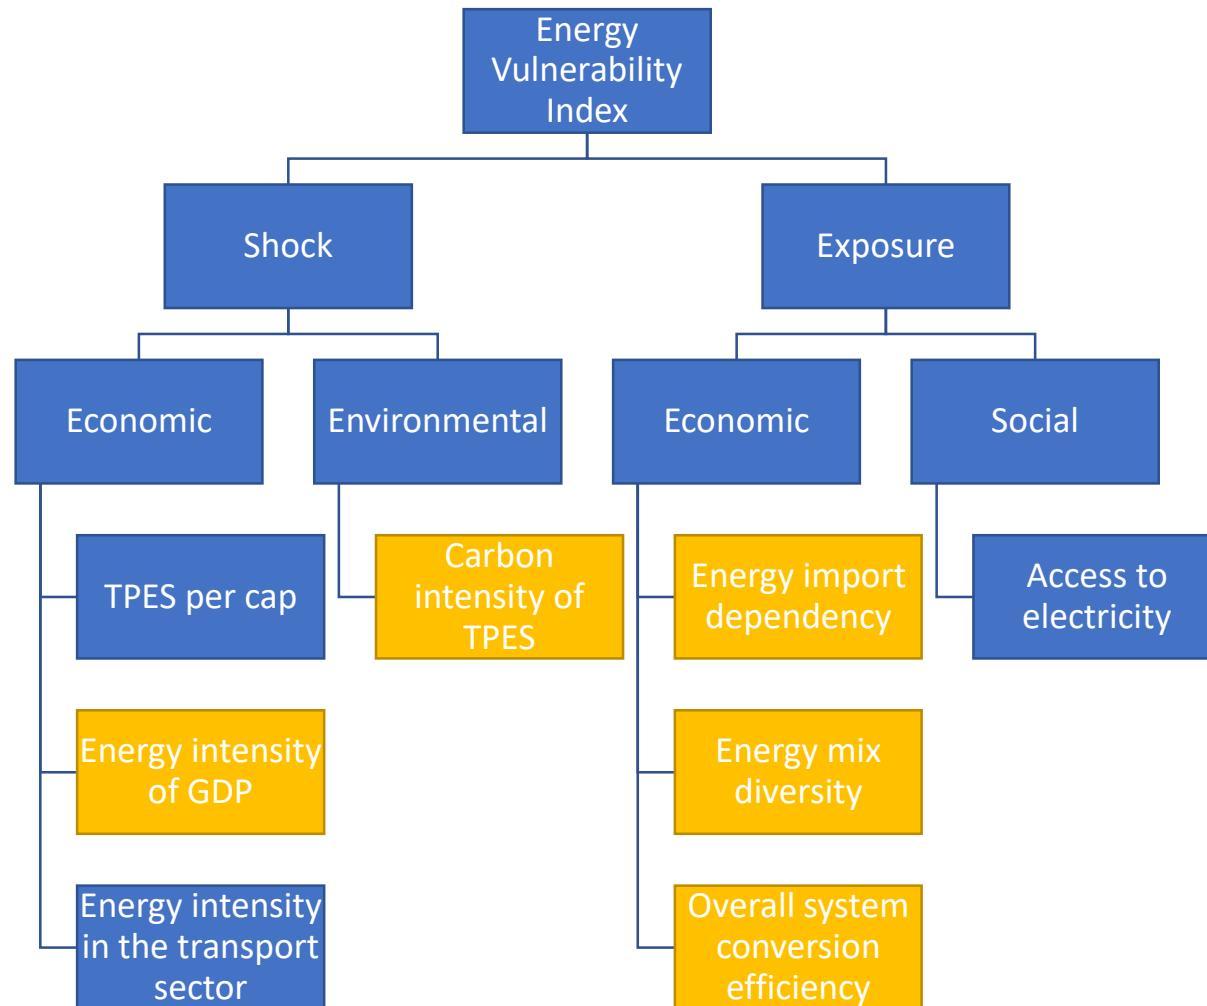 Energy
Vulnerability
Index
Shock
Exposure
Economic
Environmental
Economic
Social
TPES per cap
Carbon
intensity of
TPES
Energy import
dependency
Access to
electricity
Energy intensity
of GDP
Energy mix
diversity
Energy intensity
in the transport
sector
Overall system
conversion
efficiency